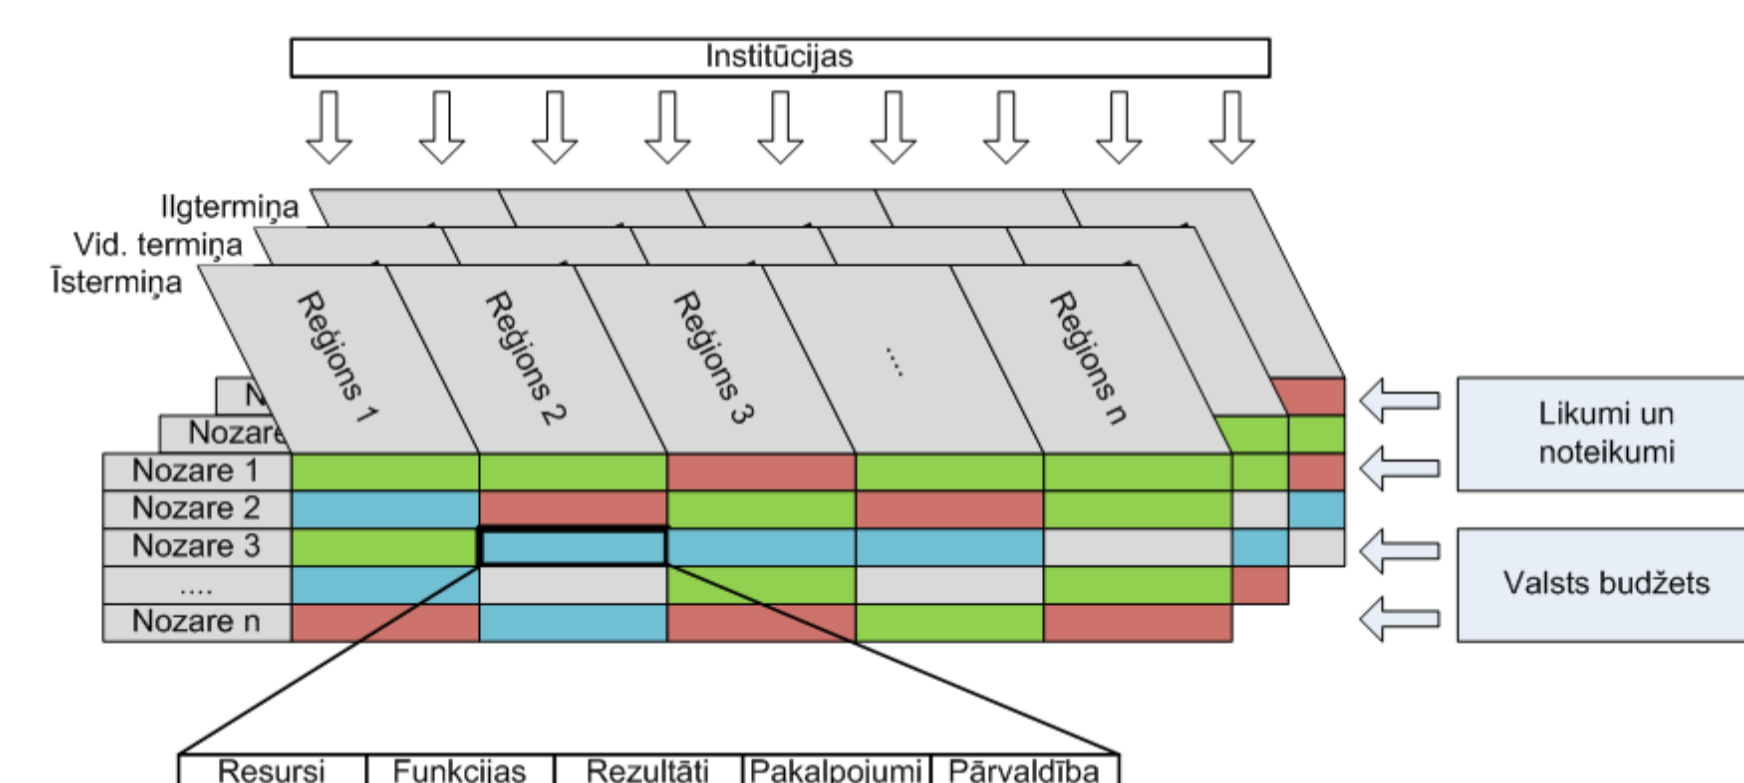 Institūcijas
Ilgtermiņa
Vid. termiņa
Īstermiņa
Reģions 1
Reģions 2
Reģions 3
....
Reģions n
N
Nozare
Nozare 1
Nozare 2
Nozare 3
....
Nozare n
Likumi un
noteikumi
Valsts budžets
Resursi Funkcijas Rezultāti Pakalpojumi Pārvaldība